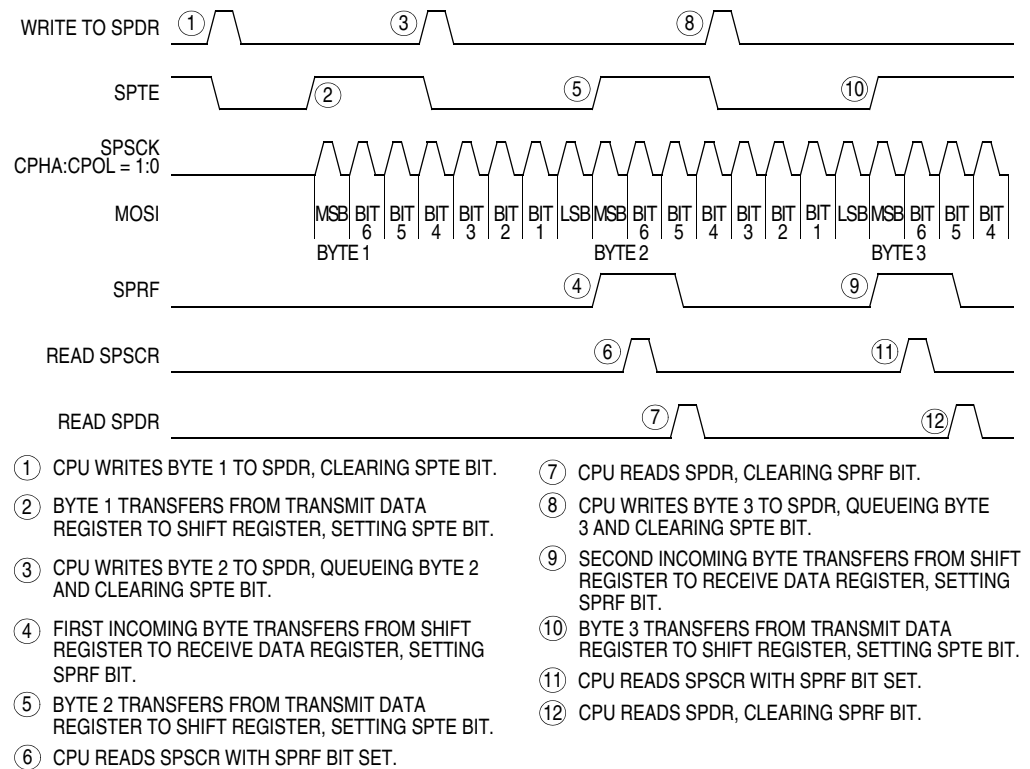 WRITE TO SPDR
1
3
8
SPTE
2
5
10
SPSCK
CPHA:CPOL = 1:0
MOSI
MSB BIT 6 BIT 5 BIT 4 BIT 3 BIT 2 BIT 1 LSB MSB BIT 6 BIT 5 BIT 4 BIT 3 BIT 2 BIT 1 LSB MSB BIT 6 BIT 5 BIT 4
BYTE 1
BYTE 2
BYTE 3
SPRF
4
9
READ SPSCR
6
11
READ SPDR
7
12
1 CPU WRITES BYTE 1 TO SPDR, CLEARING SPTE BIT.
2 BYTE 1 TRANSFERS FROM TRANSMIT DATA
REGISTER TO SHIFT REGISTER, SETTING SPTE BIT.
3 CPU WRITES BYTE 2 TO SPDR, QUEUEING BYTE 2
AND CLEARING SPTE BIT.
4 FIRST INCOMING BYTE TRANSFERS FROM SHIFT
REGISTER TO RECEIVE DATA REGISTER, SETTING
SPRF BIT.
5 BYTE 2 TRANSFERS FROM TRANSMIT DATA
REGISTER TO SHIFT REGISTER, SETTING SPTE BIT.
6 CPU READS SPSCR WITH SPRF BIT SET.
7 CPU READS SPDR, CLEARING SPRF BIT.
8 CPU WRITES BYTE 3 TO SPDR, QUEUEING BYTE
3 AND CLEARING SPTE BIT.
9 SECOND INCOMING BYTE TRANSFERS FROM SHIFT
REGISTER TO RECEIVE DATA REGISTER, SETTING
SPRF BIT.
10 BYTE 3 TRANSFERS FROM TRANSMIT DATA
REGISTER TO SHIFT REGISTER, SETTING SPTE BIT.
11 CPU READS SPSCR WITH SPRF BIT SET.
12 CPU READS SPDR, CLEARING SPRF BIT.